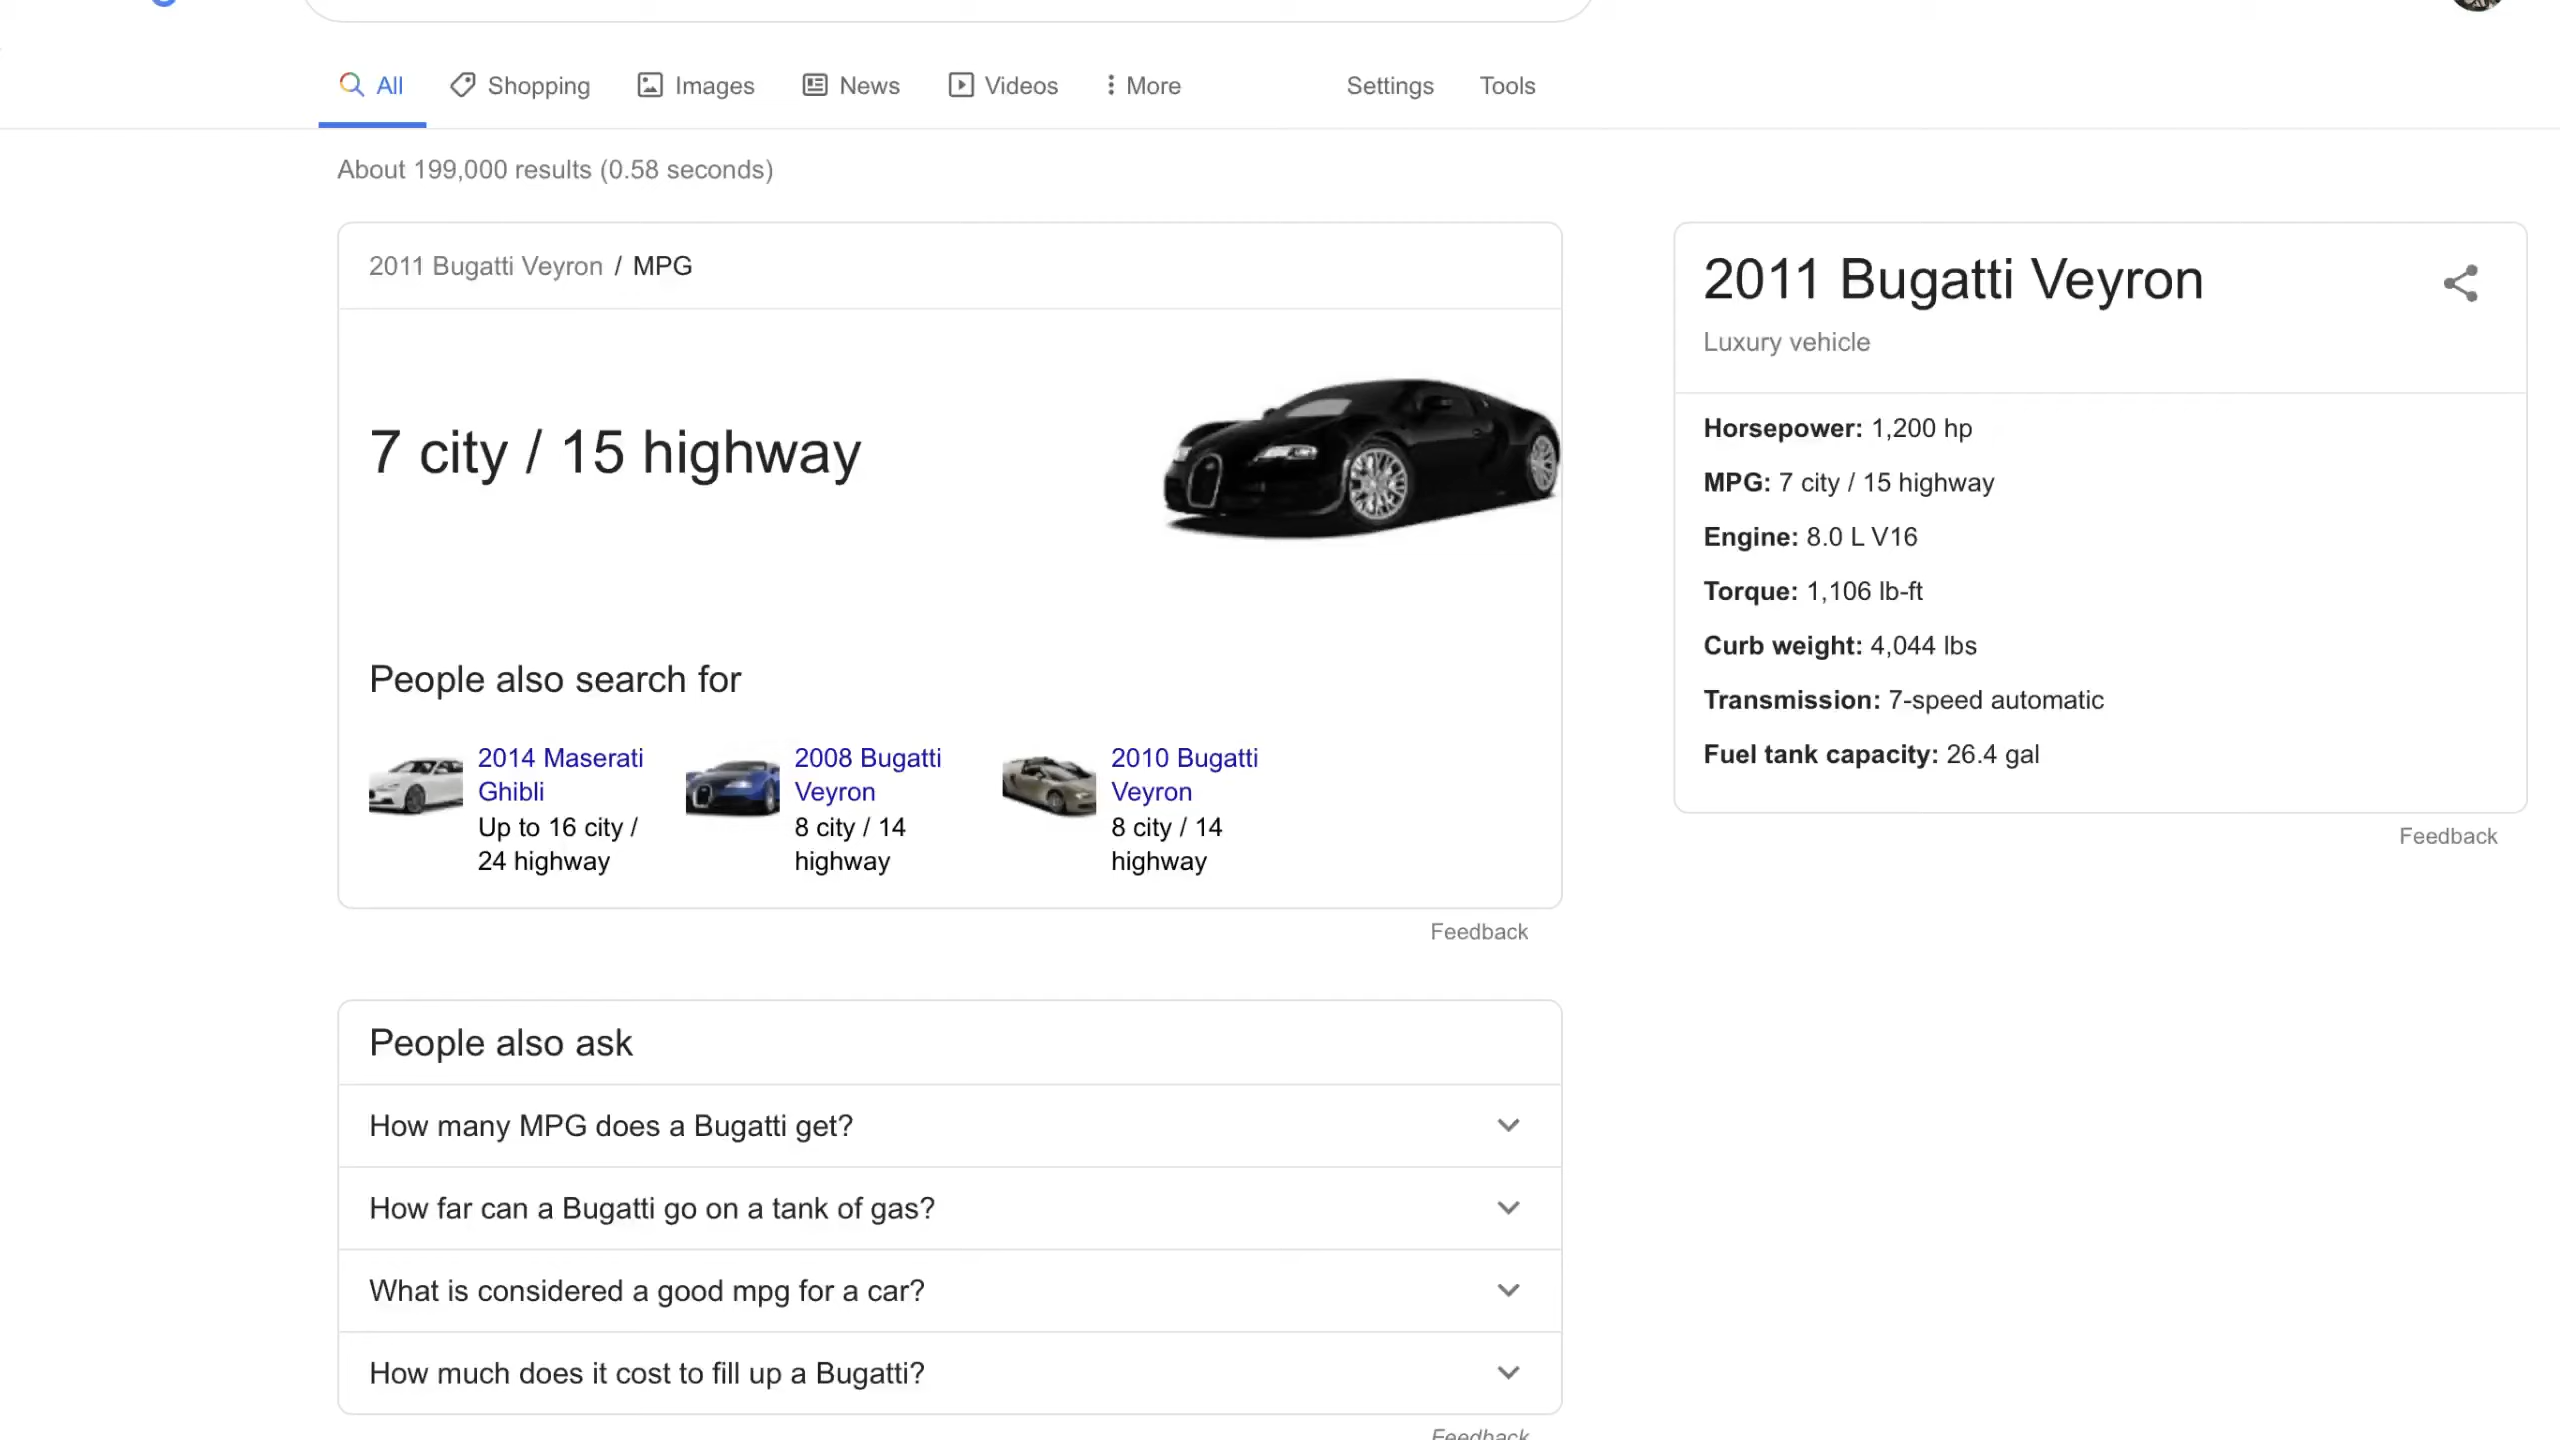 All
Shopping
Images
News
Videos
More
Settings
Tools
About 199,000 results (0.58 seconds)
2011 Bugatti Veyron / MPG
7 city / 15 highway
People also search for
2014 Maserati
Ghibli
Up to 16 city /
24 highway
2008 Bugatti
Veyron
8 city / 14
highway
2010 Bugatti
Veyron
8 city / 14
highway
Feedback
People also ask
How many MPG does a Bugatti get?
How far can a Bugatti go on a tank of gas?
What is considered a good mpg for a car?
How much does it cost to fill up a Bugatti?
Feedback
2011 Bugatti Veyron
Luxury vehicle
Horsepower: 1,200 hp
MPG: 7 city / 15 highway
Engine: 8.0 L V16
Torque: 1,106 lb-ft
Curb weight: 4,044 lbs
Transmission: 7-speed automatic
Fuel tank capacity: 26.4 gal
Feedback